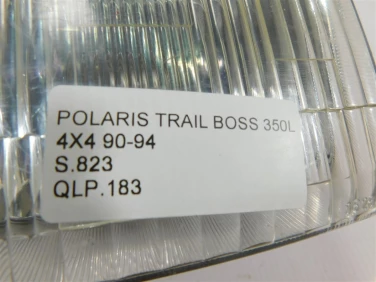 POLARIS TRAIL BOSS 350L
4X4 90-94
S.823
QLP.183